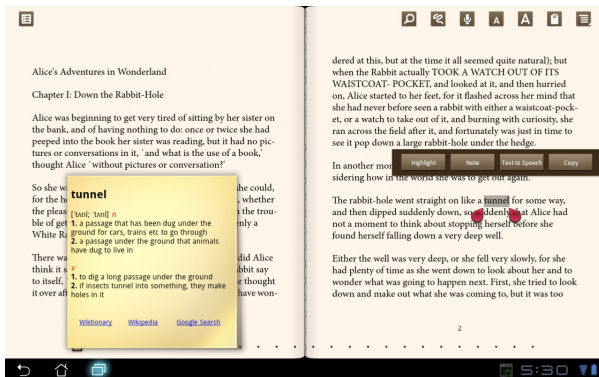 Alice's Adventures in Wonderland
Chapter I: Down the Rabbit-Hole
Alice was beginning to get very tired of sitting by her sister on
the bank, and of having nothing to do: once or twice she had
peeped into the book her sister was reading, but it had no pic-
tures or conversations in it, `and what is the use of a book,'
thought Alice `without pictures or conversation?'
So she wa
she could,
for the h
, whether
the pleas
the trou-
ble of get
enly a
White Ra
There wa
did Alice
think it s
bbit say
to itself, `
thought
it over aft
have won-
tunnel
['tʌnl; 'tʌnl] n
1. a passage that has been dug under the
ground for cars, trains etc to go through
2. a passage under the ground that animals
have dug to live in
v
1. to dig a long passage under the ground
2. if insects tunnel into something, they make
holes in it
Wiktionary Wikipedia Google Search
A A
dered at this, but at the time it all seemed quite natural); but
when the Rabbit actually TOOK A WATCH OUT OF ITS
WAISTCOAT- POCKET, and looked at it, and then hurried
on, Alice started to her feet, for it flashed across her mind that
she had never before seen a rabbit with either a waistcoat-pock-
et, or a watch to take out of it, and burning with curiosity, she
ran across the field after it, and fortunately was just in time to
see it pop down a large rabbit-hole under the hedge.
Highlight Note Text to Speech Copy
In another mo
sidering how in the world she was to get out again.
The rabbit-hole went straight on like a tunnel for some way,
and then dipped suddenly down, so suddenly that Alice had
not a moment to think about stopping herself before she
found herself falling down a very deep well.
Either the well was very deep, or she fell very slowly, for she
had plenty of time as she went down to look about her and to
wonder what was going to happen next. First, she tried to look
down and make out what she was coming to, but it was too
2
5:30